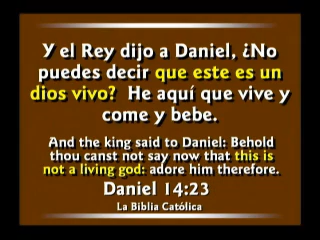 Y el Rey dijo a Daniel, ¿No
puedes decir que este es un
dios vivo?  He aquí que vive y
come y bebe.
And the king said to Daniel: Behold
thou canst not say now that this is
not a living god: adore him therefore.
Daniel 14:23
La Biblia Católica